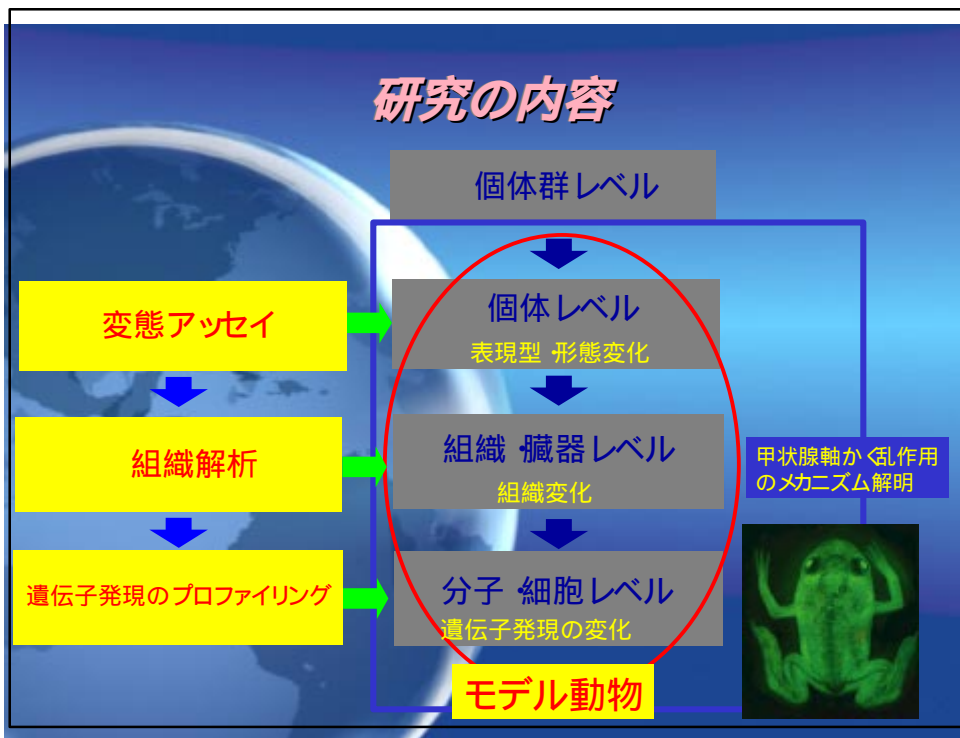 研究の内容
個体群レベル
変態アッセイ
個体レベル
表現型・形態変化
組織解析
組織・臓器レベル
組織変化
甲状腺軸かく乱作用
のメカニズム解明
遺伝子発現のプロファイリング
分子・細胞レベル
遺伝子発現の変化
モデル動物